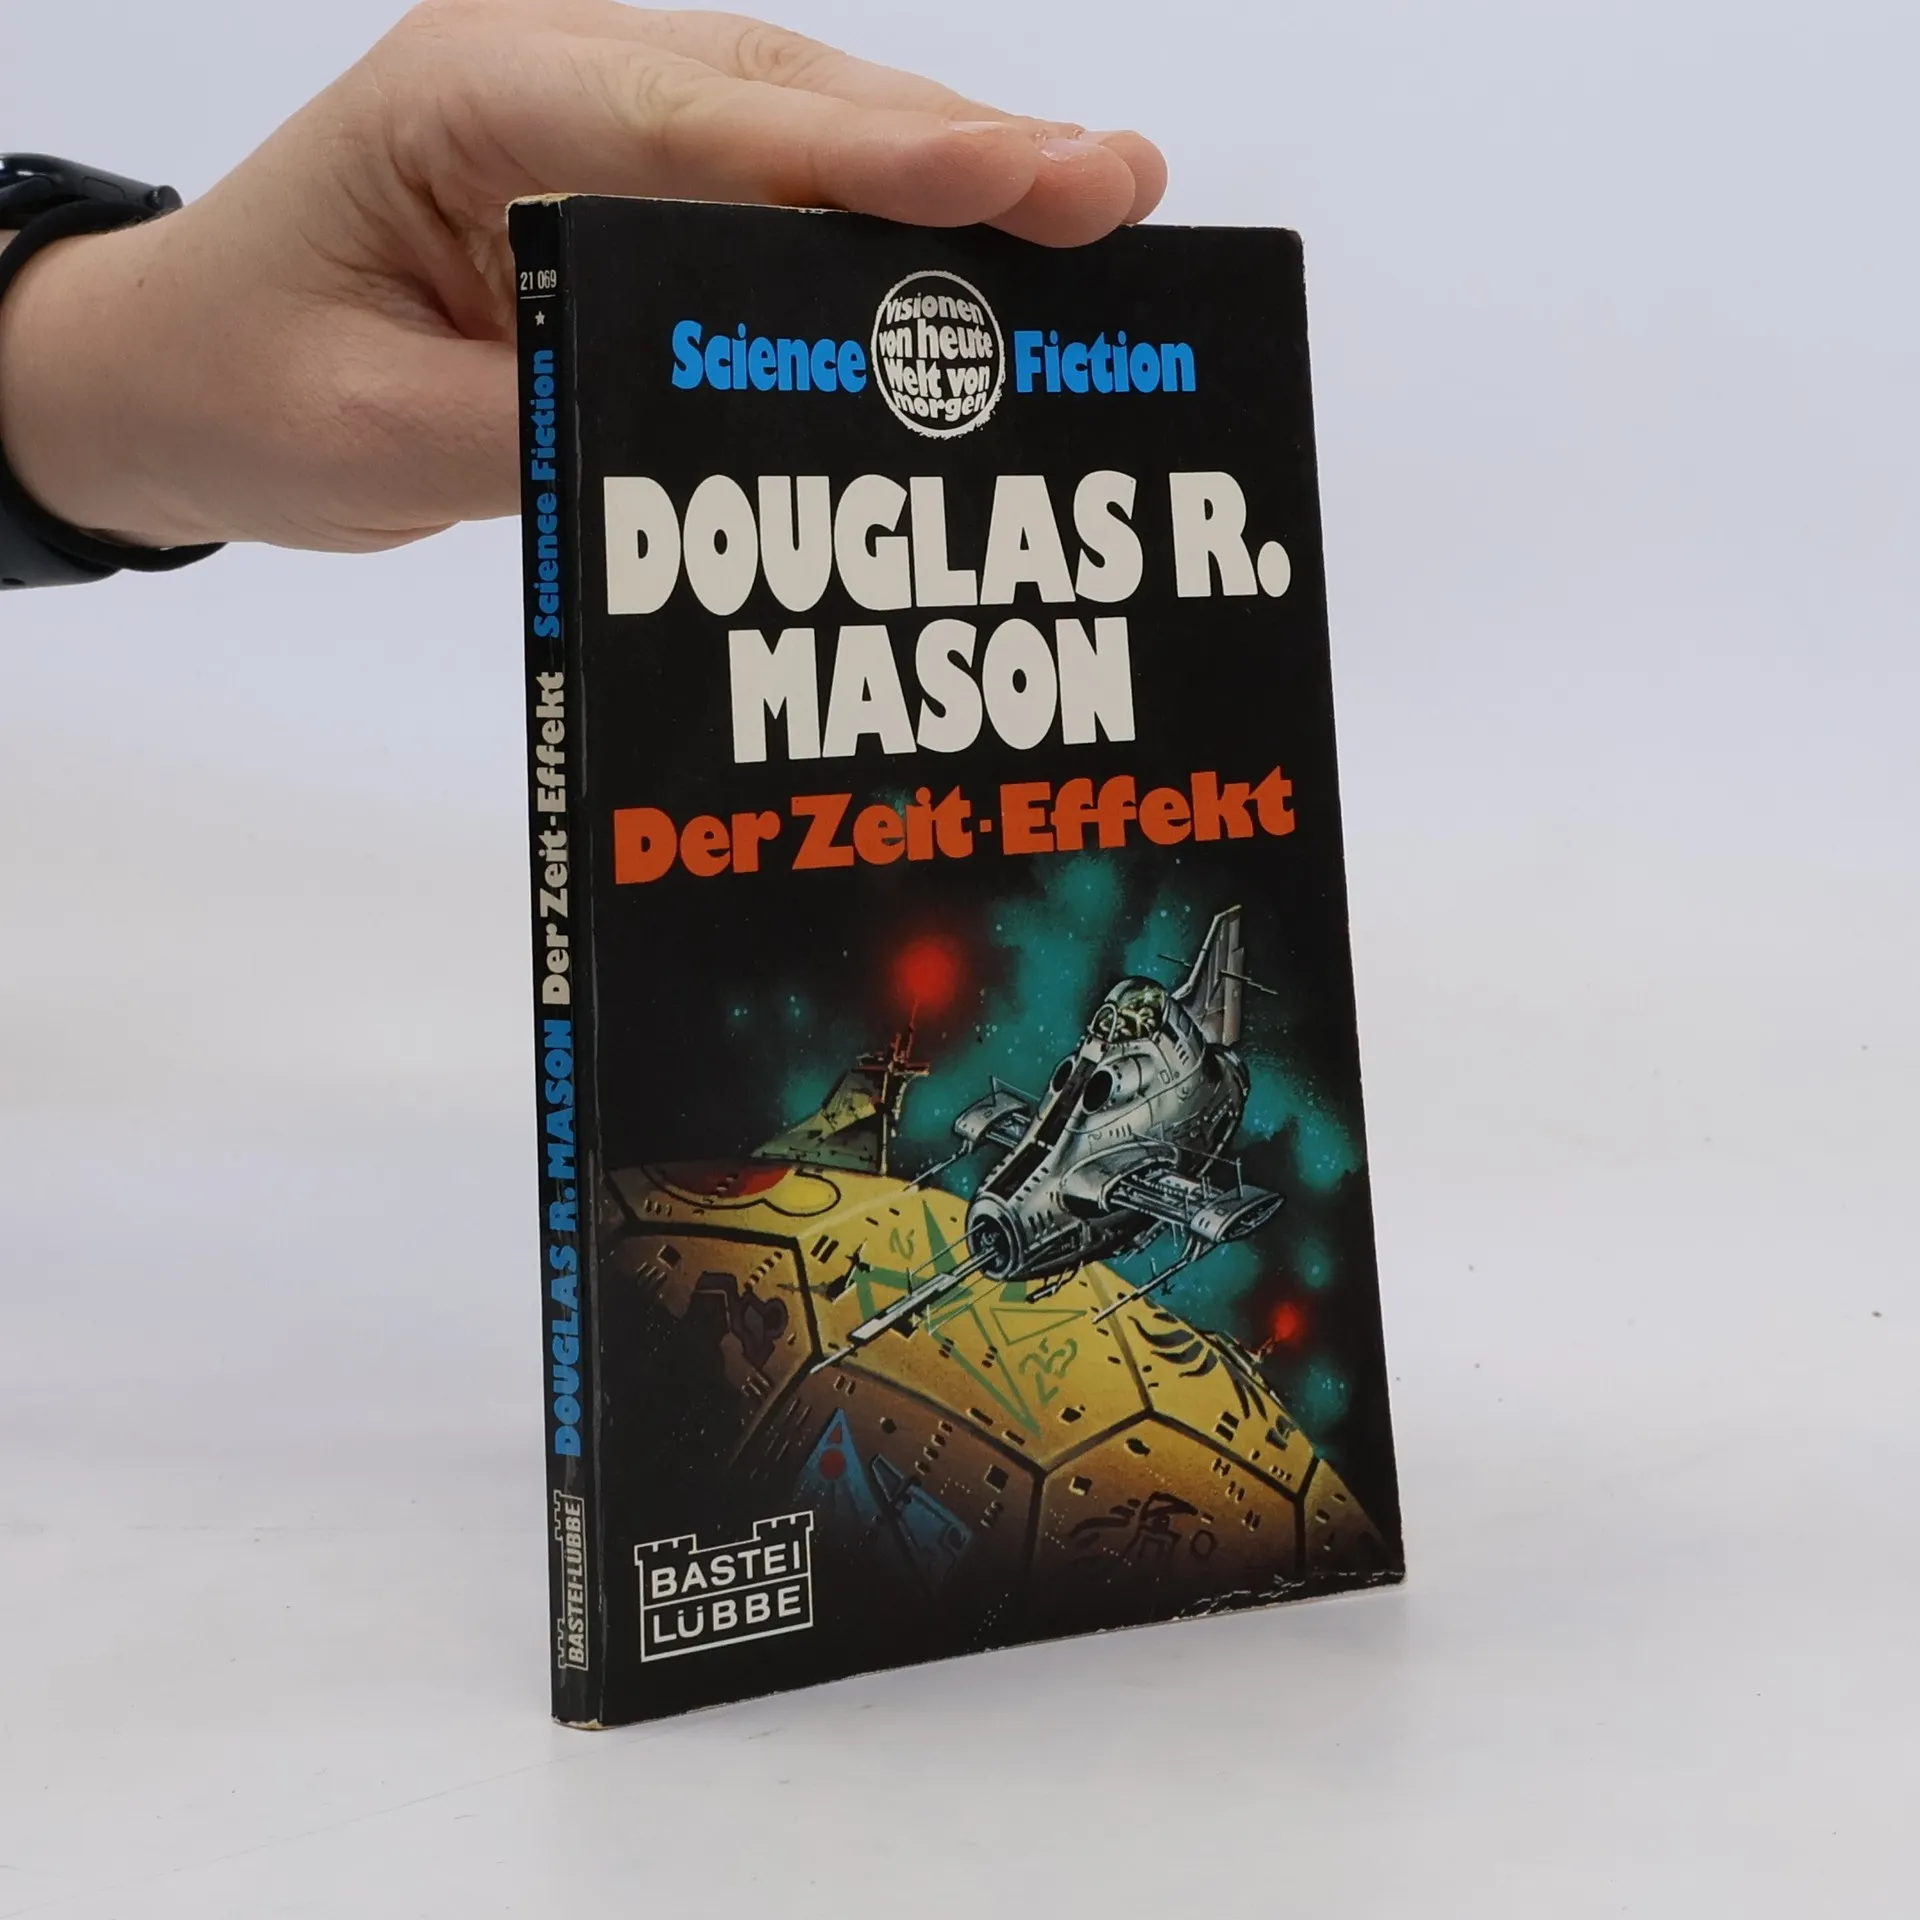 21 069
Science Fiction
Der Zeit-Effekt
DOUGLAS R. MASON
BASTEI-LÜBBE
Science Fiction
Visionen
von heute
Welt von
morgen
DOUGLAS R.
MASON
Der Zeit-Effekt
25
BASTEI
LÜBBE